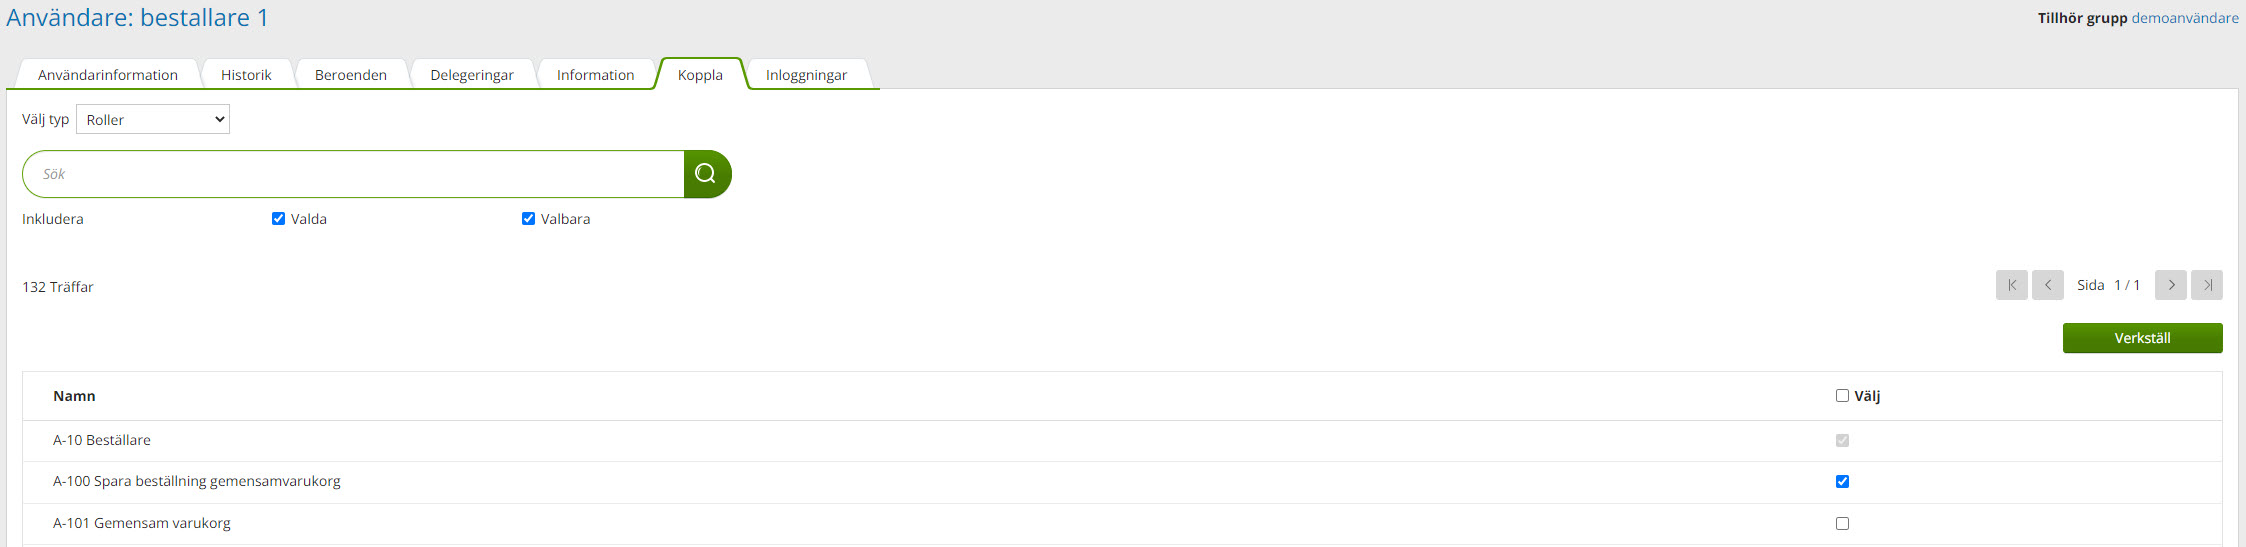 Användare: bestallare 1
Tillhör grupp demoanvändare
Användarinformation Historik Beroenden Delegeringar Information Koppla Inloggningar
Välj typ Roller
Sök
Inkludera Valda Valbara
132 Träffar
Sida 1 / 1
Verkställ
Namn Välj
A-10 Beställare
A-100 Spara beställning gemensamvarukorg
A-101 Gemensam varukorg